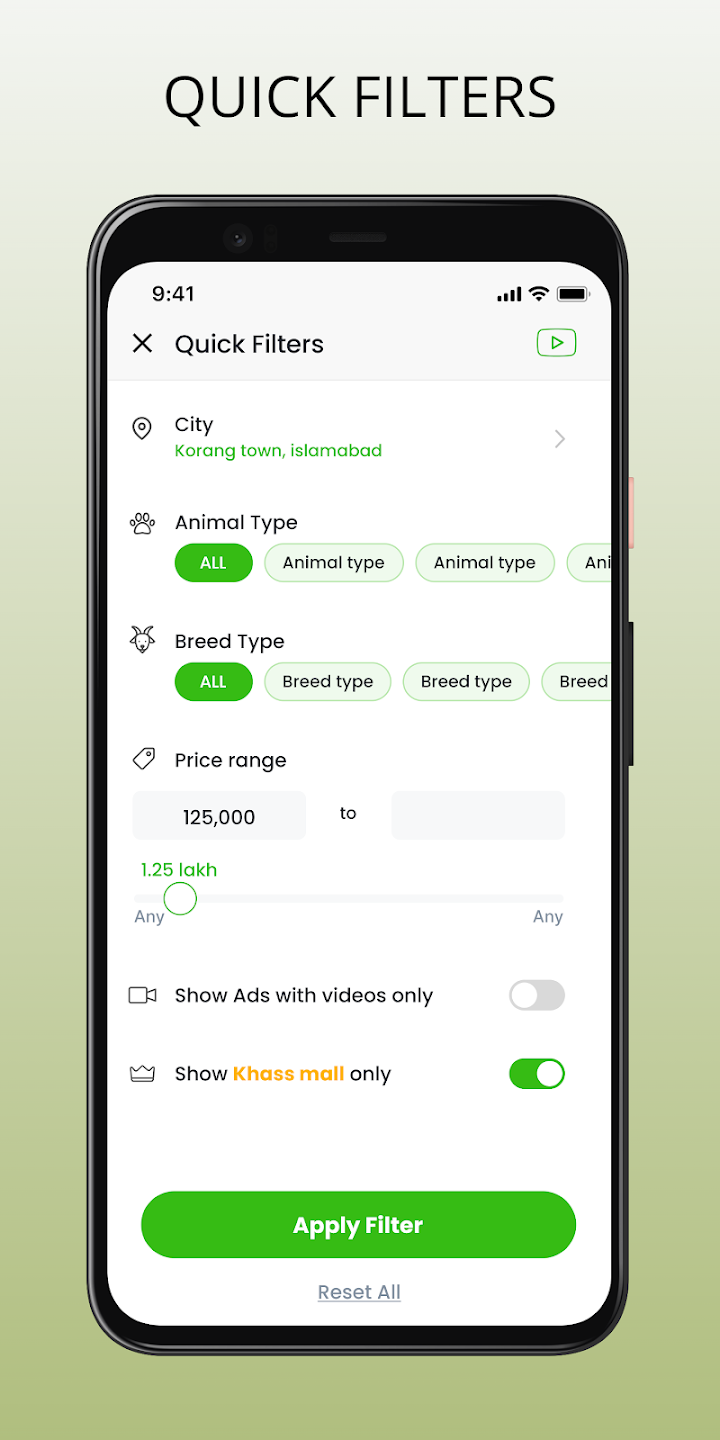 QUICK FILTERS
9:41
Quick Filters
City
Korang town, islamabad
Animal Type
ALL Animal type Animal type Ani
Breed Type
ALL Breed type Breed type Breed
Price range
125,000 to
1.25 lakh
Any Any
Show Ads with videos only
Show Khass mall only
Apply Filter
Reset All